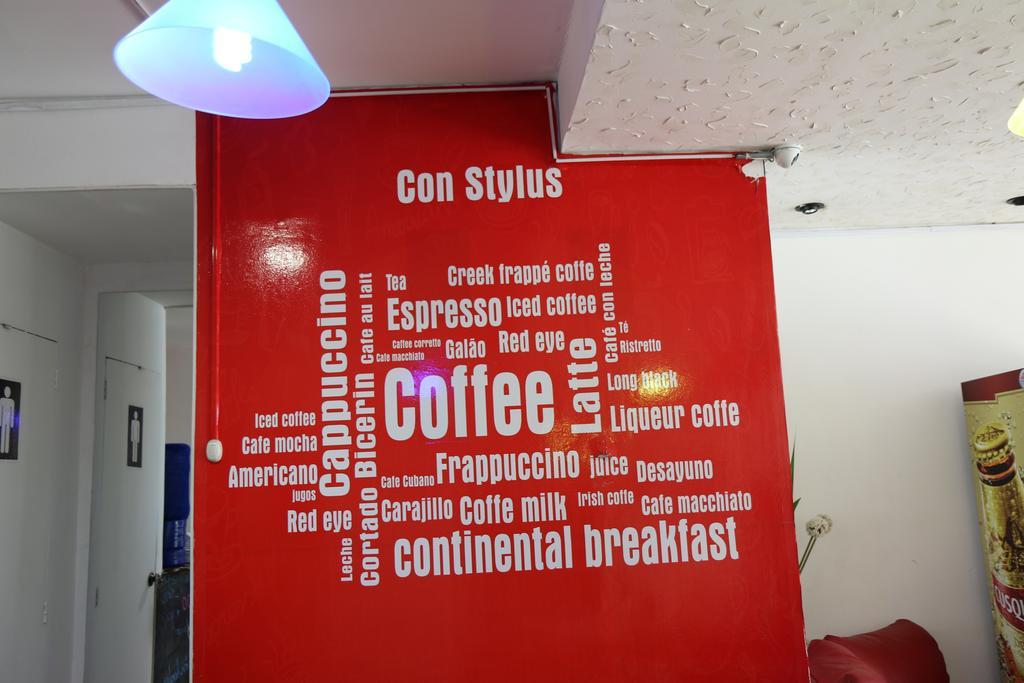 Con Stylus
Café con leche
Tea
Creek frappé coffe
Cappuccino
Cafe au lait
Espresso
Iced coffee
Té
Caffee corretto
Galão
Red eye
Ristretto
Cafe macchiato
Latte
Coffee
Long black
Bicerin
Iced coffee
Liqueur coffe
Cafe mocha
Americano
Cafe Cubano
Frappuccino
juice
Desayuno
jugos
Cortado
Carajillo
Coffe milk
Irish coffe
Cafe macchiato
Red eye
Leche
continental breakfast